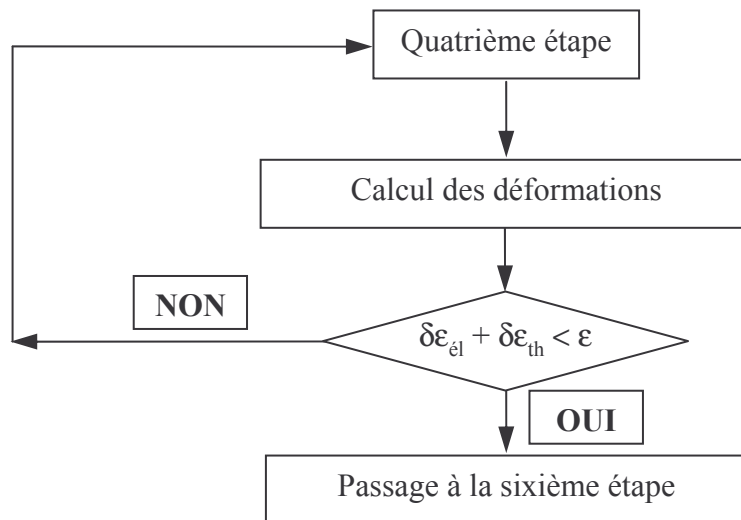 Quatrième étape
Calcul des déformations
NON
δε_él + δε_th < ε
OUI
Passage à la sixième étape